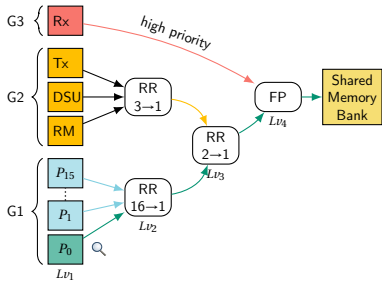 G3
Rx
high priority
Tx
G2
DSU
RM
RR
3→1
FP
Lv4
Shared
Memory
Bank
RR
2→1
Lv3
G1
P15
P1
P0
RR
16→1
Lv2
Lv1